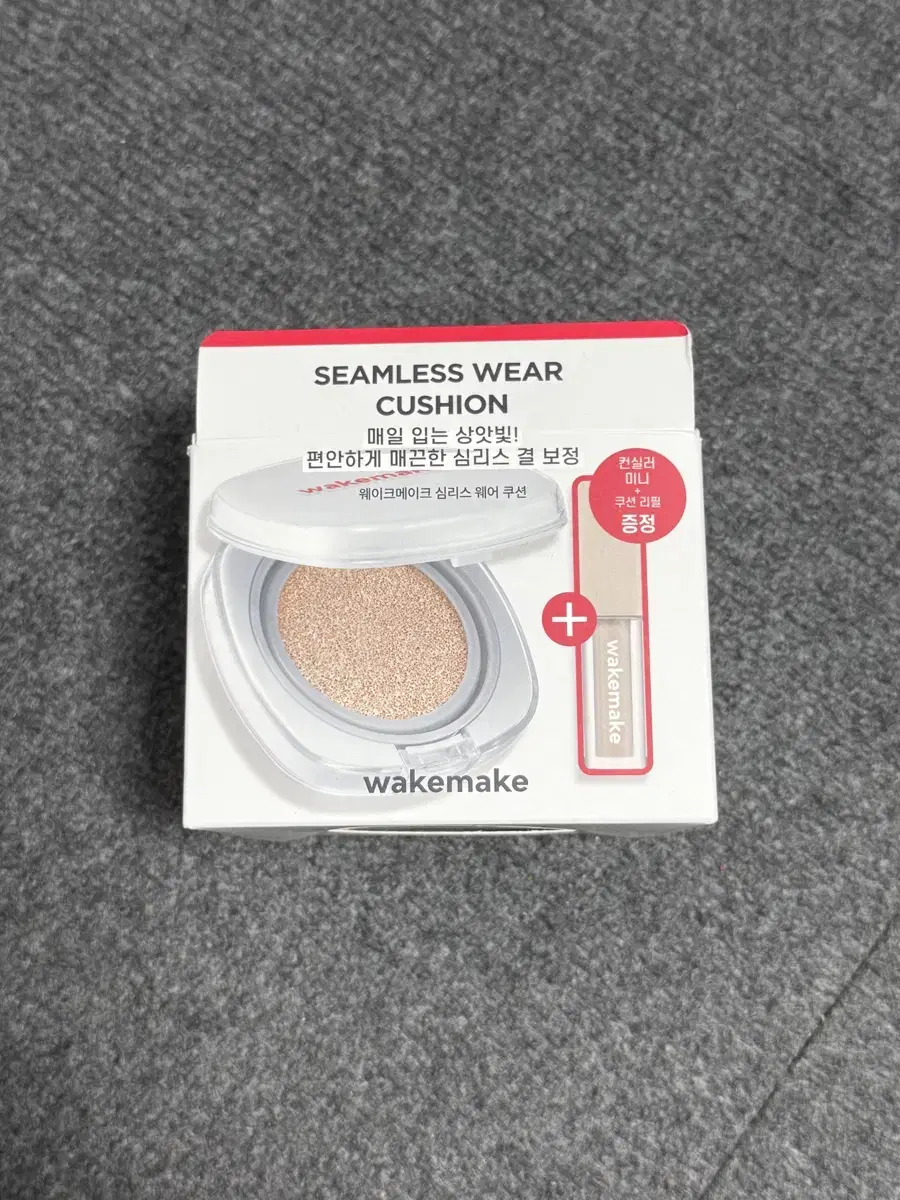 SEAMLESS WEAR
CUSHION
매일 입는 상앗빛!
편안하게 매끈한 심리스 결 보정
wakemake
웨이크메이크 심리스 웨어 쿠션
컨실러
미니
+
쿠션 리필
증정
+
wakemake
wakemake